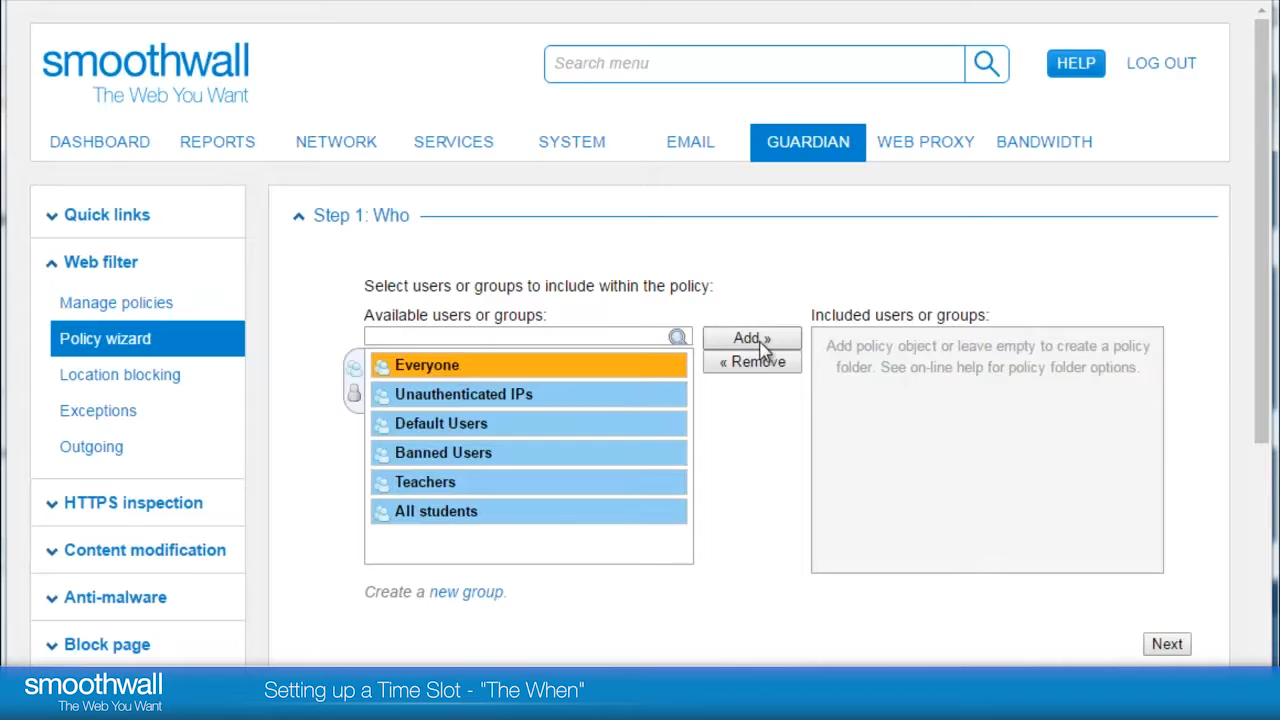 smoothwall
The Web You Want
Search menu
HELP
LOG OUT
DASHBOARD
REPORTS
NETWORK
SERVICES
SYSTEM
EMAIL
GUARDIAN
WEB PROXY
BANDWIDTH
Quick links
Web filter
Manage policies
Policy wizard
Location blocking
Exceptions
Outgoing
HTTPS inspection
Content modification
Anti-malware
Block page
Step 1: Who
Select users or groups to include within the policy:
Available users or groups:
Everyone
Unauthenticated IPs
Default Users
Banned Users
Teachers
All students
Create a new group.
Add »
« Remove
Included users or groups:
Add policy object or leave empty to create a policy
folder. See on-line help for policy folder options.
Next
smoothwall
The Web You Want
Setting up a Time Slot - "The When"